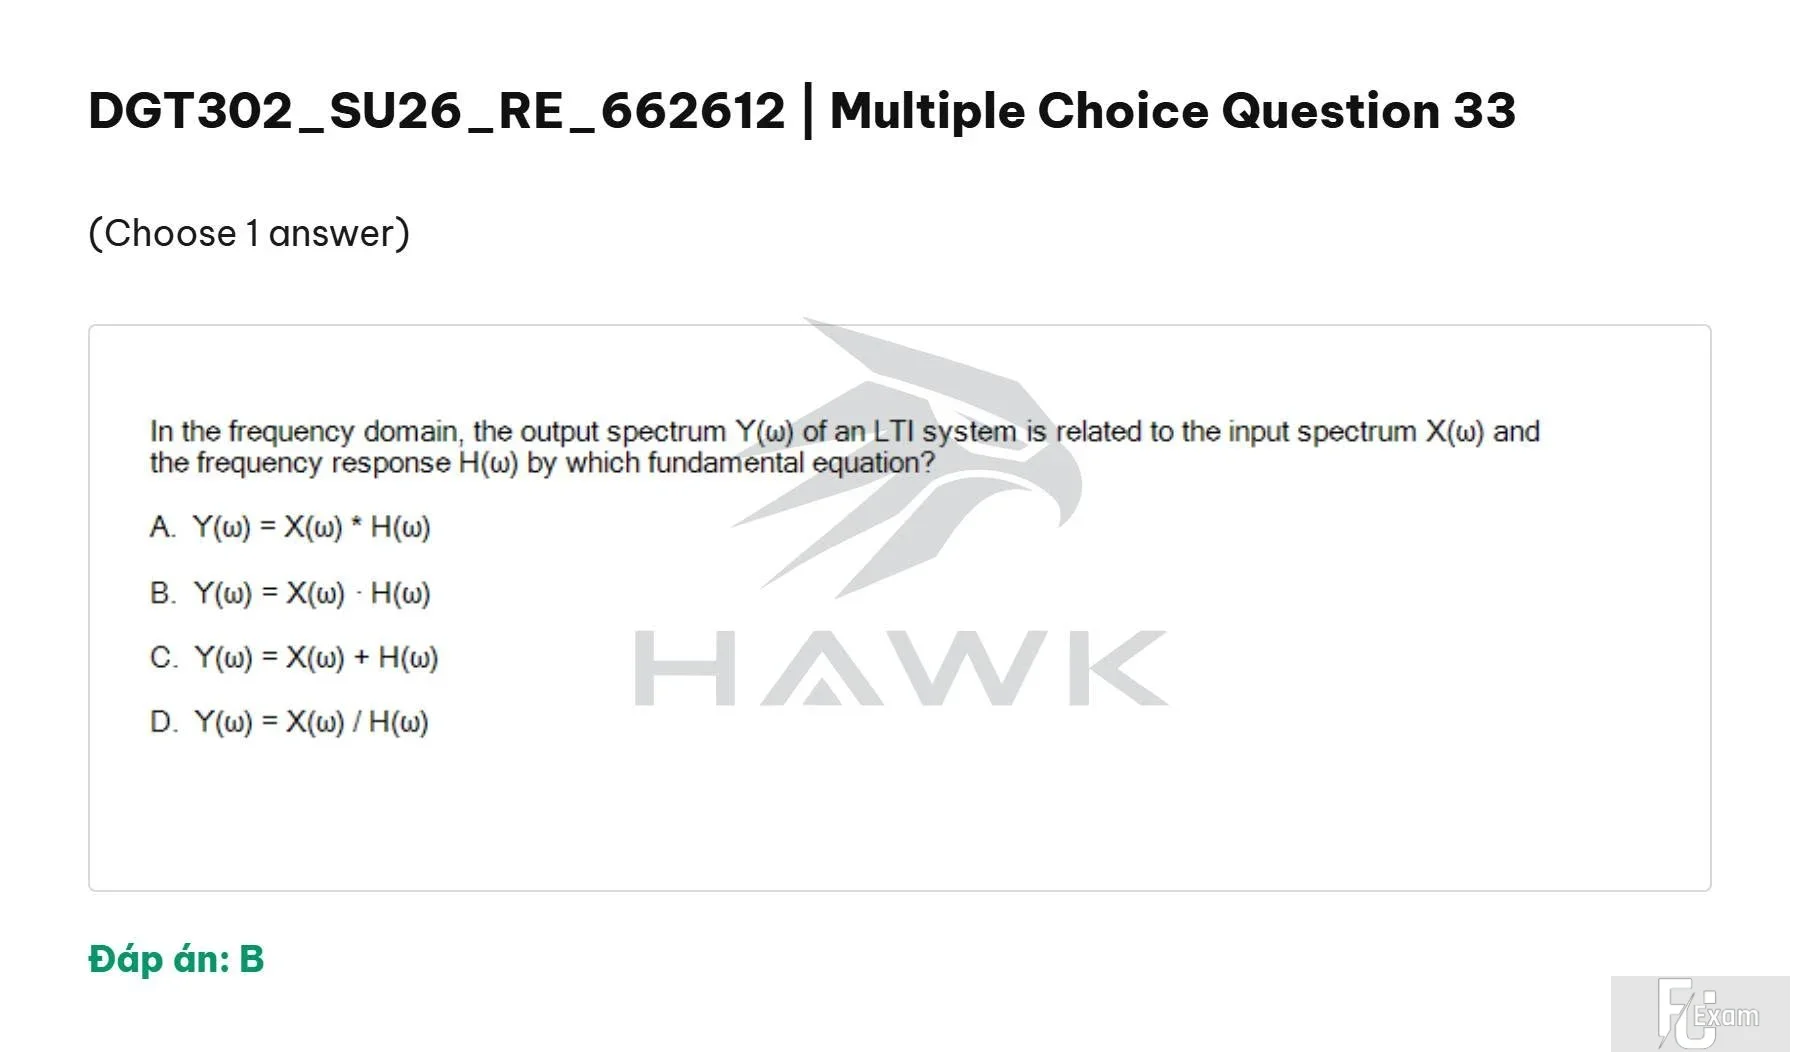 DGT302_SU26_RE_662612 | Multiple Choice Question 33
(Choose 1 answer)
In the frequency domain, the output spectrum Y(ω) of an LTI system is related to the input spectrum X(ω) and
the frequency response H(ω) by which fundamental equation?
A. Y(ω) = X(ω) * H(ω)
B. Y(ω) = X(ω) · H(ω)
C. Y(ω) = X(ω) + H(ω)
D. Y(ω) = X(ω) / H(ω)
HAWK
Đáp án: B
FC Exam